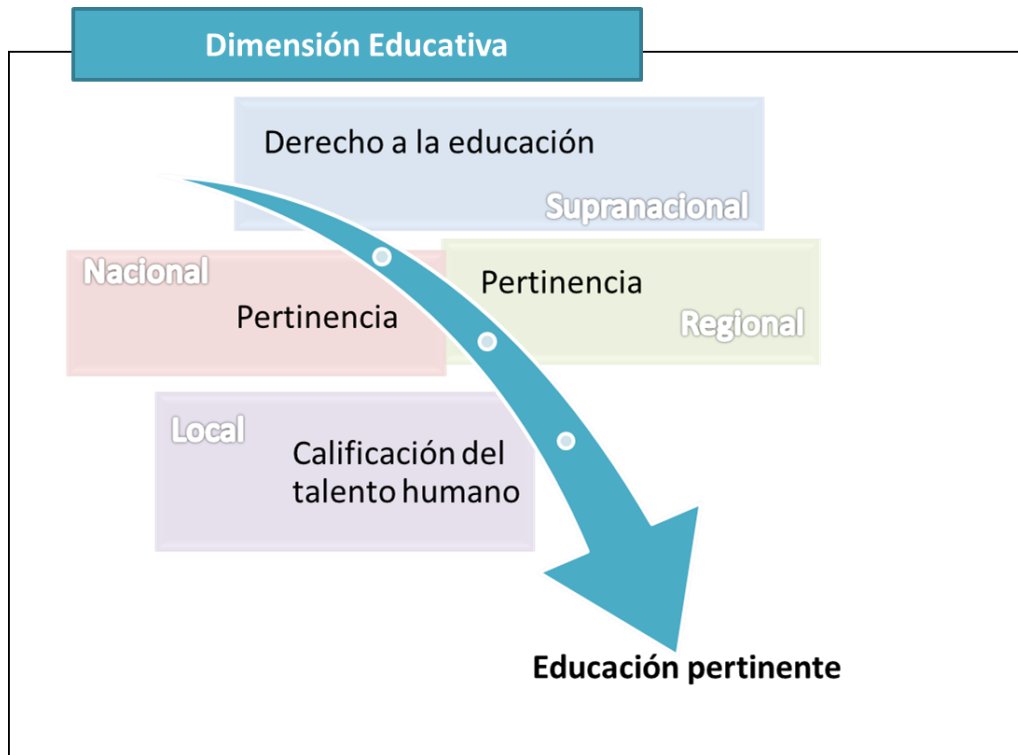 Dimensión Educativa
Derecho a la educación
Supranacional
Nacional
Pertinencia
Pertinencia
Regional
Local
Calificación del
talento humano
Educación pertinente